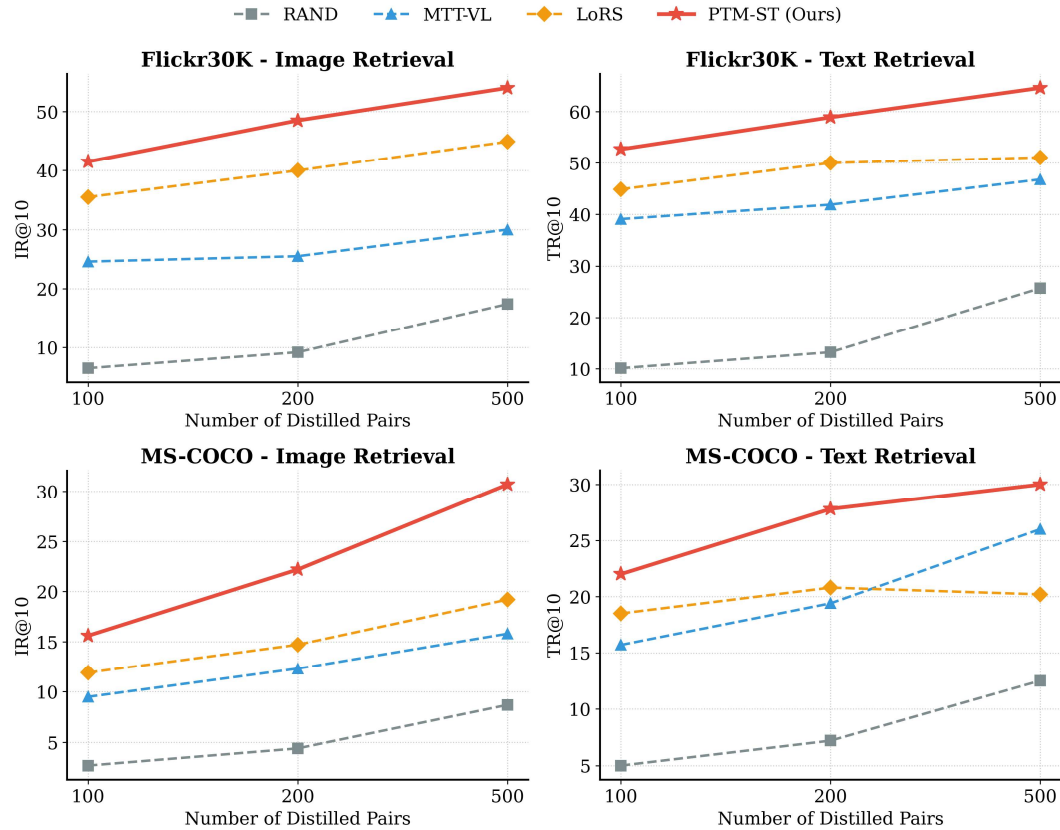 RAND MTT-VL LoRS PTM-ST (Ours)
Flickr30K - Image Retrieval
50
40
30
20
10
IR@10
100 200 500
Number of Distilled Pairs
Flickr30K - Text Retrieval
60
50
40
30
20
10
TR@10
100 200 500
Number of Distilled Pairs
MS-COCO - Image Retrieval
30
25
20
15
10
5
IR@10
100 200 500
Number of Distilled Pairs
MS-COCO - Text Retrieval
30
25
20
15
10
5
TR@10
100 200 500
Number of Distilled Pairs